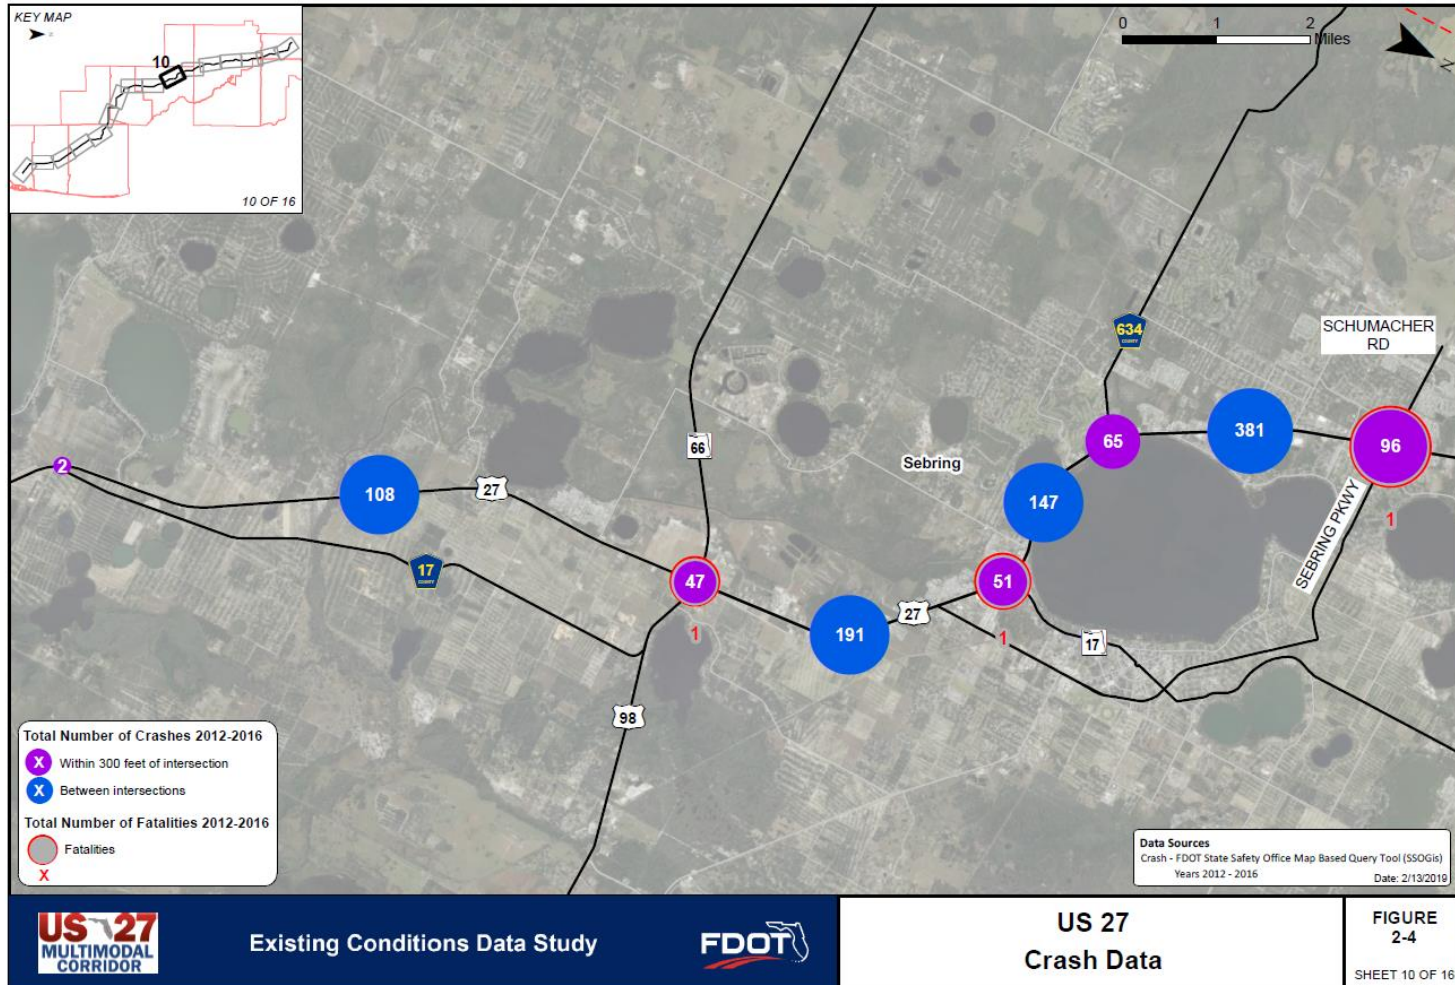 KEY MAP
N
10
10 OF 16
0 1 2
Miles
N
634
COUNTY
SCHUMACHER
RD
66
381
65
96
Sebring
2
108
27
147
SEBRING PKWY
1
17
COUNTY
47
51
27
191
1
1
17
98
Total Number of Crashes 2012-2016
X Within 300 feet of intersection
X Between intersections
Total Number of Fatalities 2012-2016
Fatalities
X
Data Sources
Crash - FDOT State Safety Office Map Based Query Tool (SSOGis)
Years 2012 - 2016
Date: 2/13/2019
US 27
MULTIMODAL
CORRIDOR
Existing Conditions Data Study
FDOT
US 27
Crash Data
FIGURE
2-4
SHEET 10 OF 16